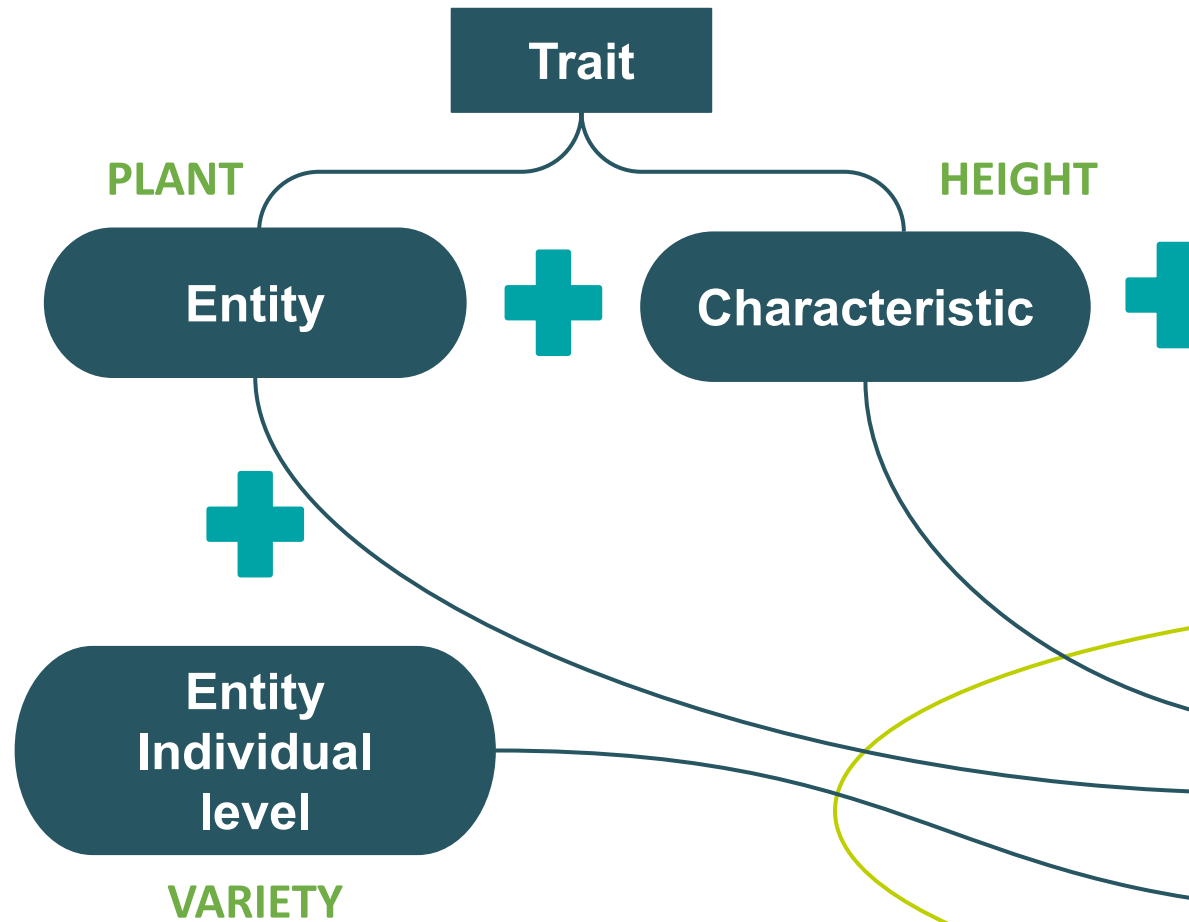 Trait
PLANT
HEIGHT
Entity
Characteristic
Entity
Individual
level
VARIETY